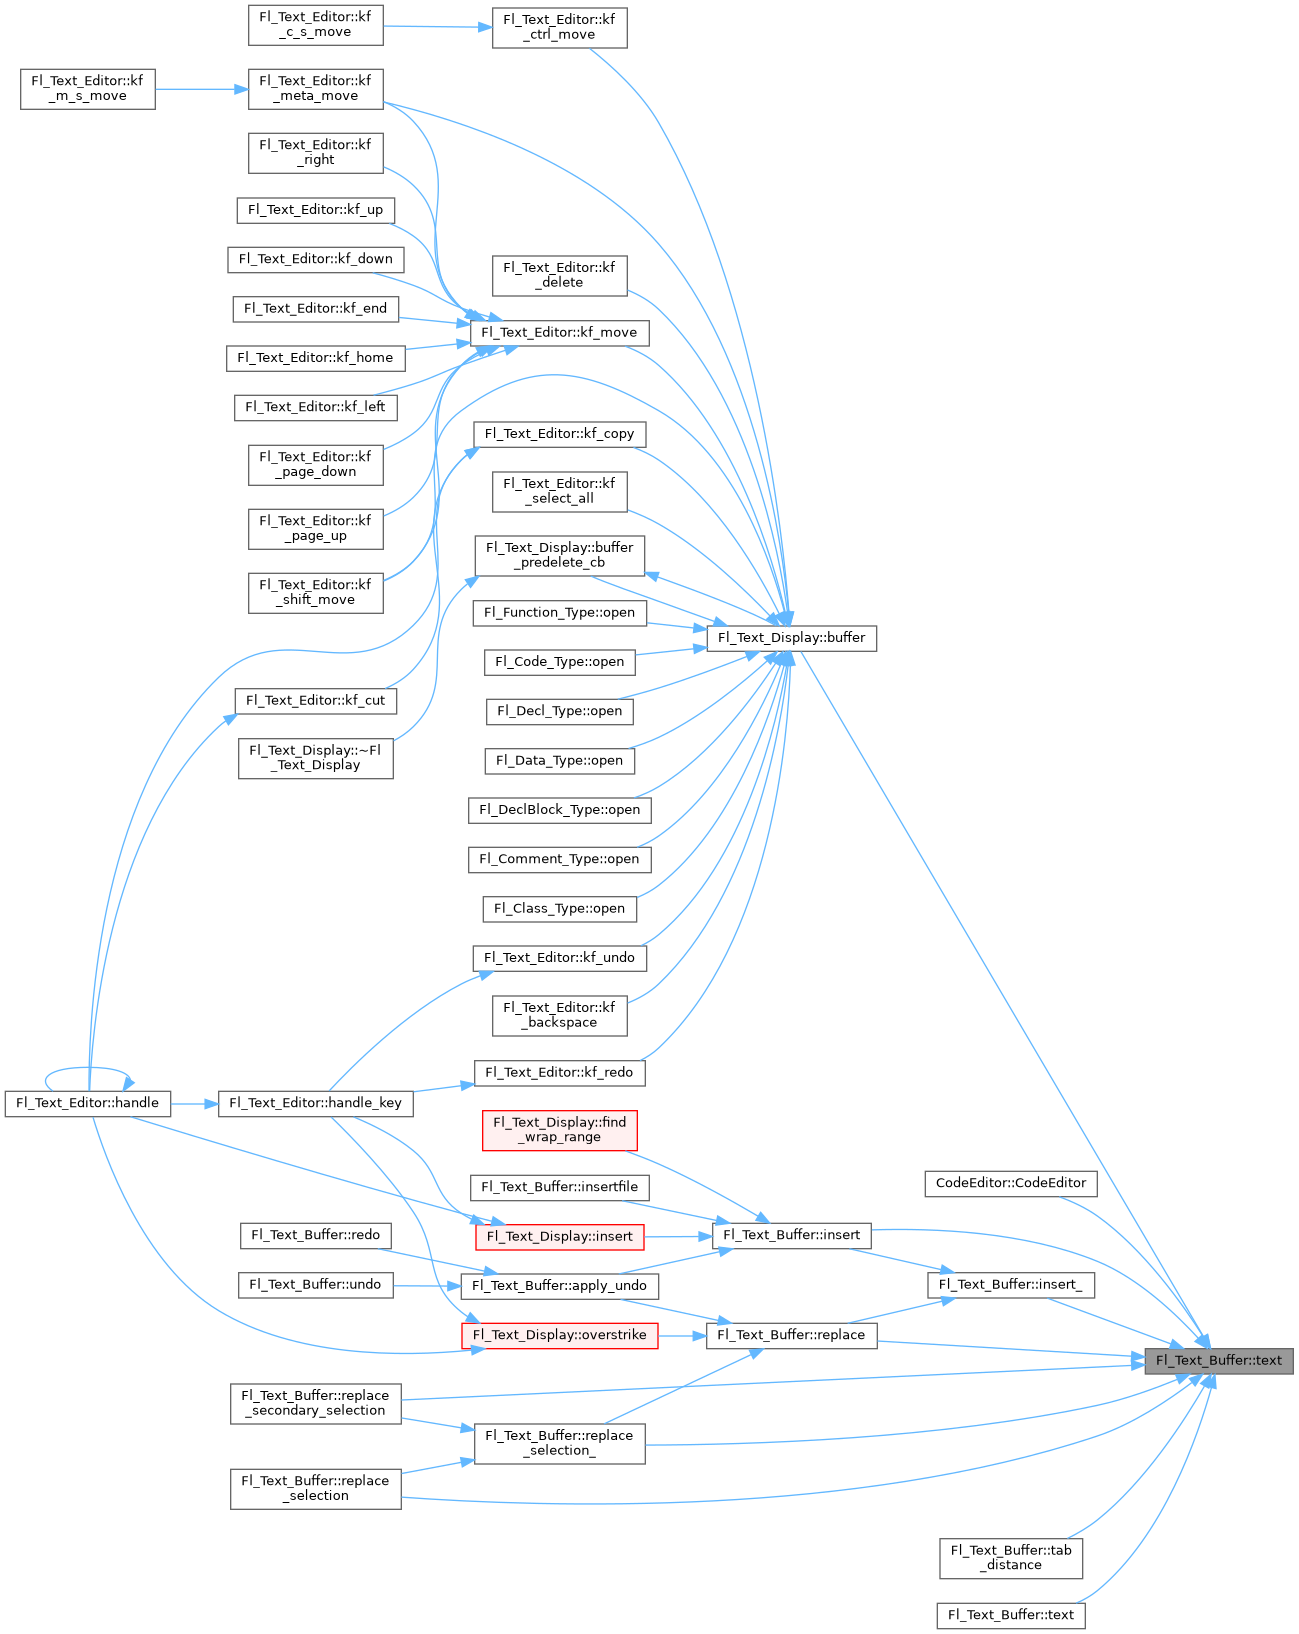 Fl_Text_Editor::kf
_c_s_move
Fl_Text_Editor::kf
_ctrl_move
Fl_Text_Editor::kf
_m_s_move
Fl_Text_Editor::kf
_meta_move
Fl_Text_Editor::kf
_right
Fl_Text_Editor::kf_up
Fl_Text_Editor::kf_down
Fl_Text_Editor::kf
_delete
Fl_Text_Editor::kf_end
Fl_Text_Editor::kf_move
Fl_Text_Editor::kf_home
Fl_Text_Editor::kf_left
Fl_Text_Editor::kf_copy
Fl_Text_Editor::kf
_page_down
Fl_Text_Editor::kf
_select_all
Fl_Text_Editor::kf
_page_up
Fl_Text_Display::buffer
_predelete_cb
Fl_Text_Editor::kf
_shift_move
Fl_Function_Type::open
Fl_Text_Display::buffer
Fl_Code_Type::open
Fl_Text_Editor::kf_cut
Fl_Decl_Type::open
Fl_Text_Display::~Fl
_Text_Display
Fl_Data_Type::open
Fl_DeclBlock_Type::open
Fl_Comment_Type::open
Fl_Class_Type::open
Fl_Text_Editor::kf_undo
Fl_Text_Editor::kf
_backspace
Fl_Text_Editor::kf_redo
Fl_Text_Editor::handle
Fl_Text_Editor::handle_key
Fl_Text_Display::find
_wrap_range
CodeEditor::CodeEditor
Fl_Text_Buffer::insertfile
Fl_Text_Buffer::redo
Fl_Text_Display::insert
Fl_Text_Buffer::insert
Fl_Text_Buffer::undo
Fl_Text_Buffer::apply_undo
Fl_Text_Buffer::insert_
Fl_Text_Display::overstrike
Fl_Text_Buffer::replace
Fl_Text_Buffer::text
Fl_Text_Buffer::replace
_secondary_selection
Fl_Text_Buffer::replace
_selection_
Fl_Text_Buffer::replace
_selection
Fl_Text_Buffer::tab
_distance
Fl_Text_Buffer::text